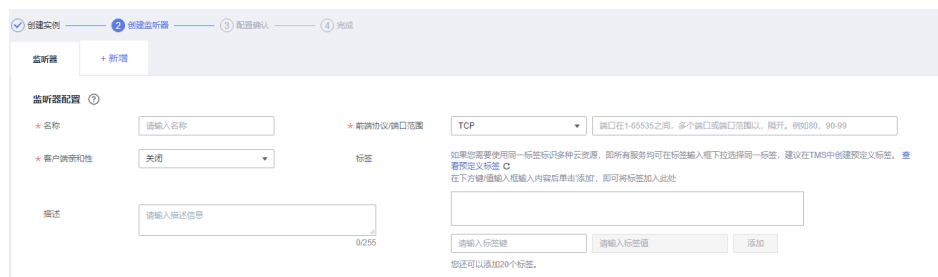 创建实例 2 创建监听器 3 配置确认 4 完成
监听器 + 新增
监听器配置 ?
* 名称 请输入名称 * 前端协议/端口范围 TCP 端口在1-65535之间，多个端口或端口范围以，隔开。例如80，90-99
* 客户端亲和性 关闭 标签 如果您需要使用同一标签标识多种云资源，即所有服务均可在标签输入框下拉选择同一标签，建议在TMS中创建预定义标签。 查
看预定义标签
在下方键/值输入框输入内容后单击'添加'，即可将标签加入此处
描述 请输入描述信息
0/255
请输入标签键 请输入标签值 添加
您还可以添加20个标签。